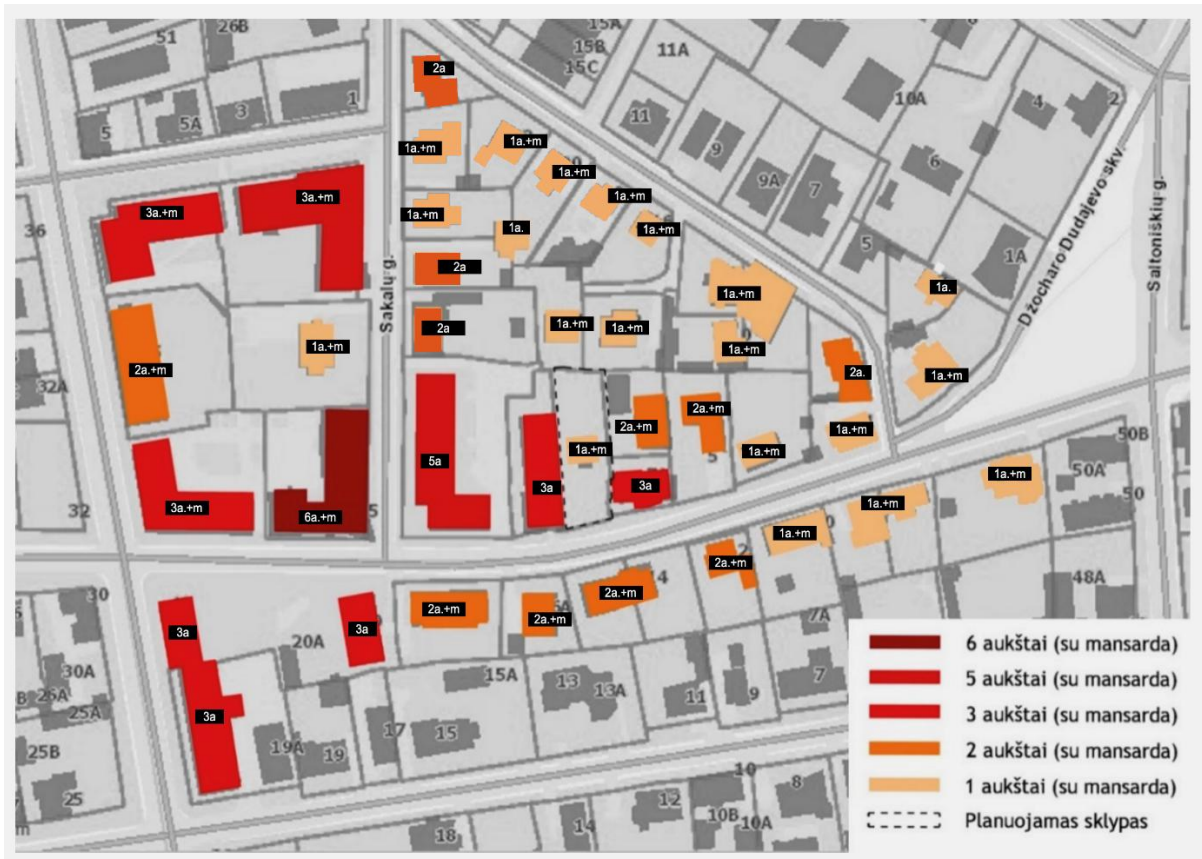 51
26B
15A
15B
15C
11A
5
5A
3
1
2a
11
9
10A
4
2
1a.+m
1a.+m
1a.+m
9A
7
6
3a.+m
3a.+m
1a.+m
1a.+m
1a.
1a.+m
36
Sakalų g.
2a
5
1A
Džocharo Dudajevo skv.
Saltoniškių g.
1a.+m
1a.
2a
1a.+m
1a.+m
1a.+m
32A
2a.+m
1a.+m
2a.
1a.+m
5a
2a.+m
2a.+m
1a.+m
1a.+m
1a.+m
5
50B
32
3a.+m
6a.+m
5
3a
3a
1a.+m
50A
50
1a.+m
1a.+m
2a.+m
48A
30
3a
3a
2a.+m
2a.+m
2a.+m
20A
30A
7A
26A
25A
15A
13
13A
11
9
7
3a
25B
19A
19
17
15
25
18
14
12
10
10B
10A
8
6 aukštai (su mansarda)
5 aukštai (su mansarda)
3 aukštai (su mansarda)
2 aukštai (su mansarda)
1 aukštai (su mansarda)
Planuojamas sklypas